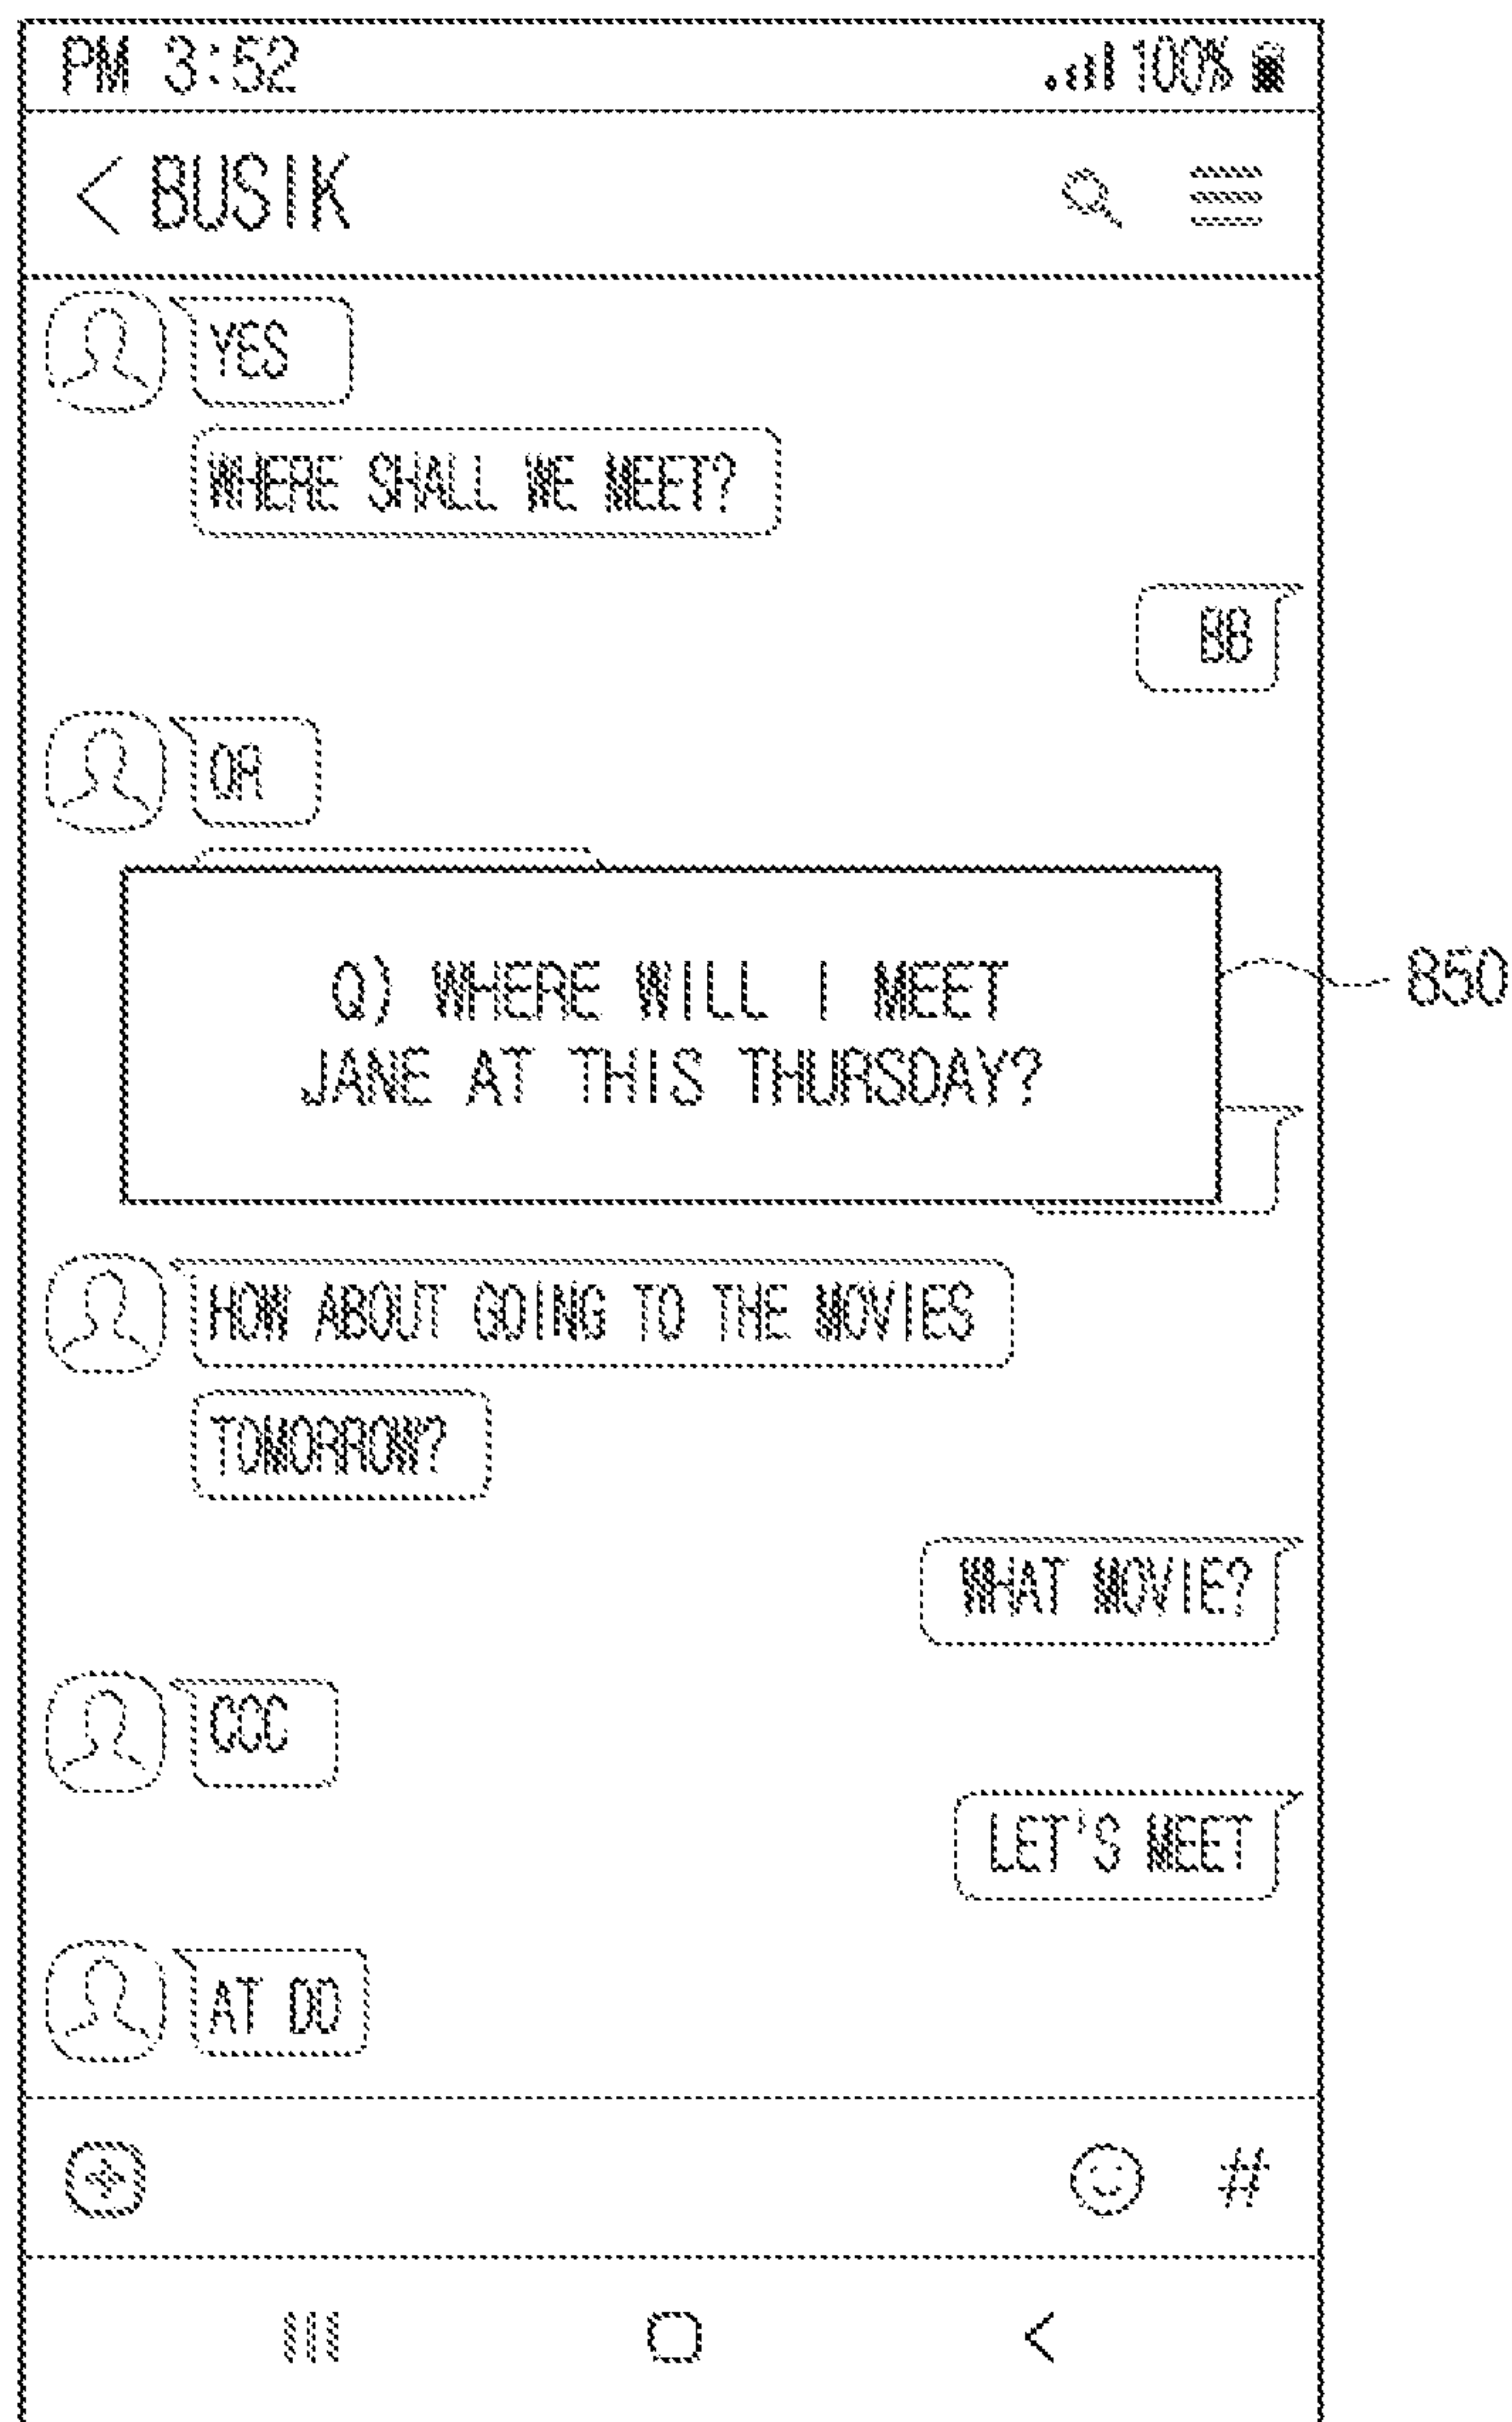 PM 3:52 100%
< BUSIK
YES
WHERE SHALL WE MEET?
BB
OR
Q) WHERE WILL I MEET
JANE AT THIS THURSDAY?
850
HOW ABOUT GOING TO THE MOVIES
TOMORROW?
WHAT MOVIE?
CCC
LET'S MEET
AT DD
#